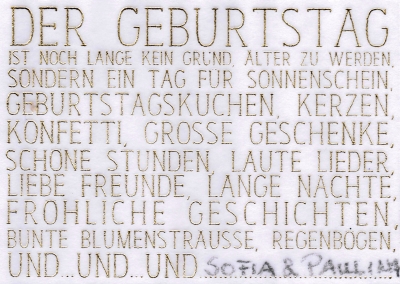 DER GEBURTSTAG
IST NOCH LANGE KEIN GRUND, ÄLTER ZU WERDEN,
SONDERN EIN TAG FÜR SONNENSCHEIN,
GEBURTSTAGSKUCHEN, KERZEN,
KONFETTI, GROSSE GESCHENKE,
SCHÖNE STUNDEN, LAUTE LIEDER,
LIEBE FREUNDE, LANGE NÄCHTE,
FRÖHLICHE GESCHICHTEN,
BUNTE BLUMENSTRÄUSSE, REGENBÖGEN,
UND...UND...UND SOFIA & PAULINA